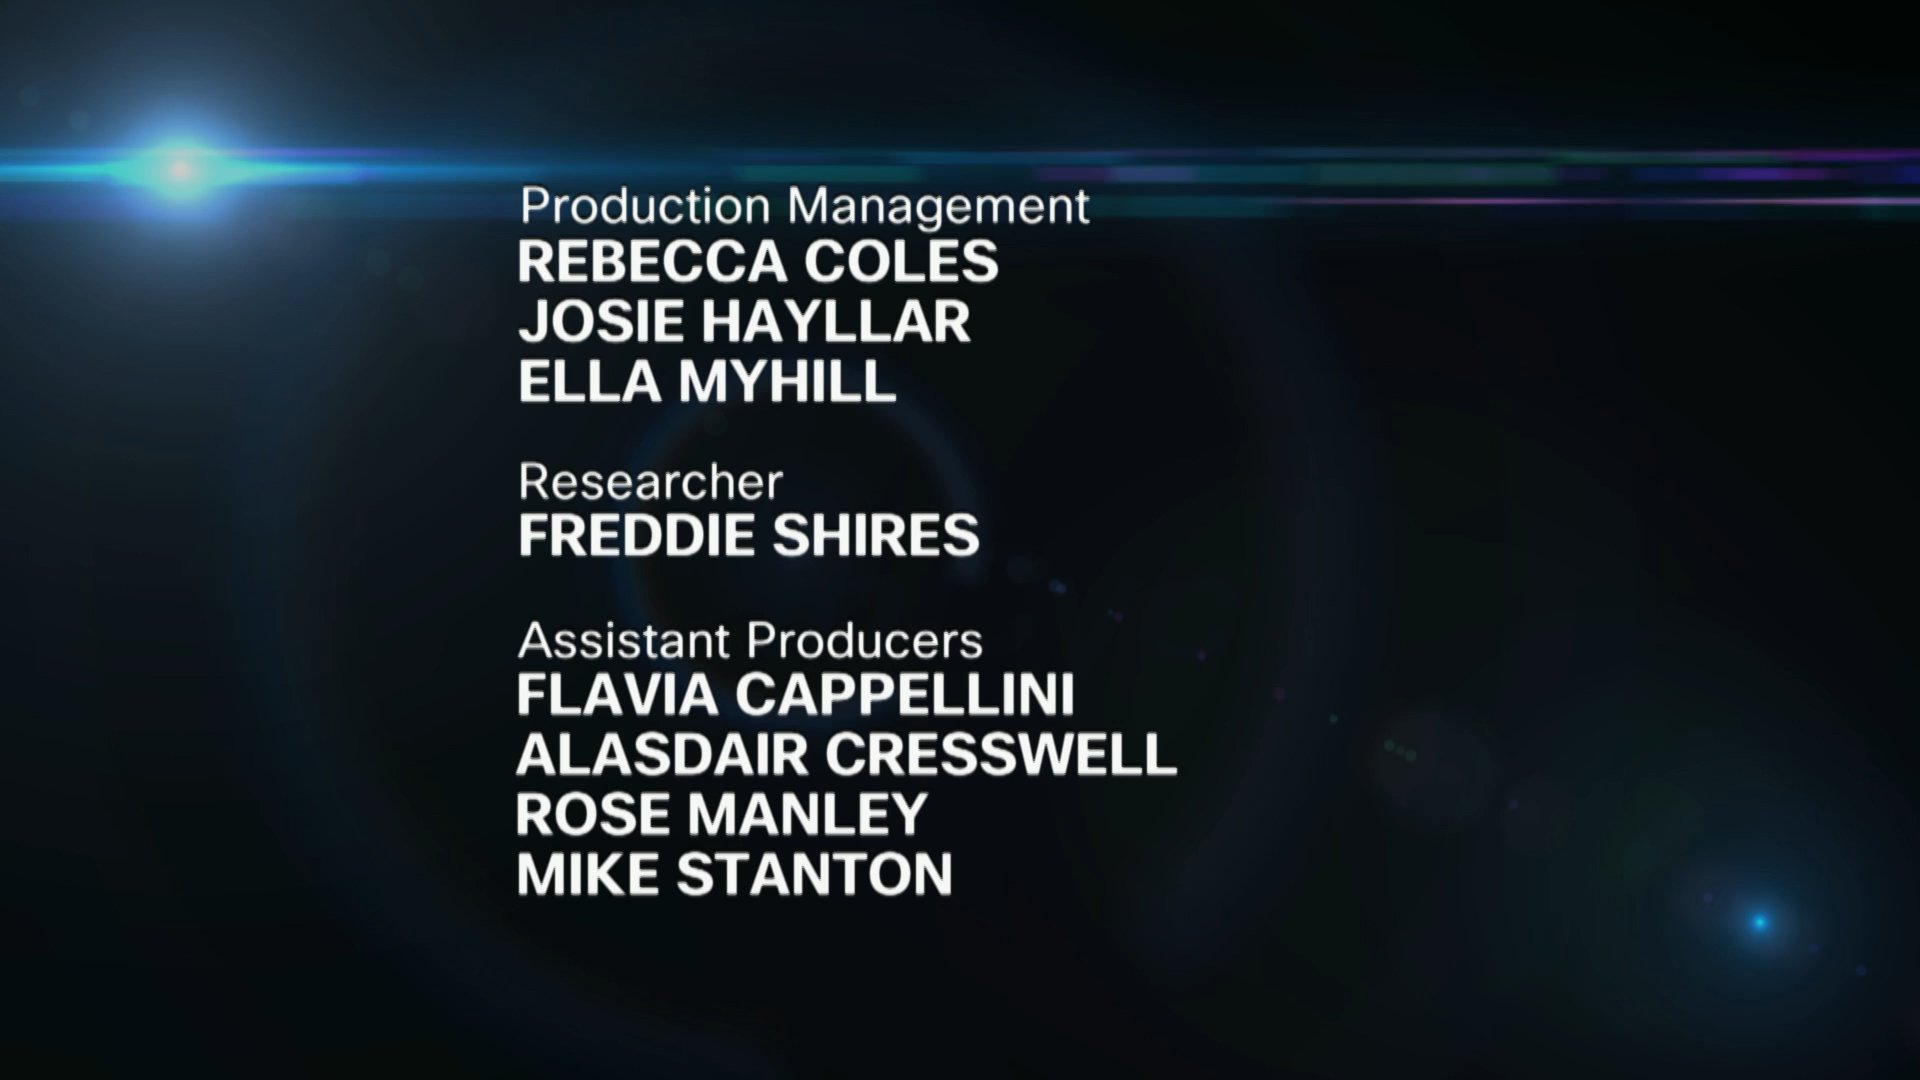 Production Management
REBECCA COLES
JOSIE HAYLLAR
ELLA MYHILL
Researcher
FREDDIE SHIRES
Assistant Producers
FLAVIA CAPPELLINI
ALASDAIR CRESSWELL
ROSE MANLEY
MIKE STANTON